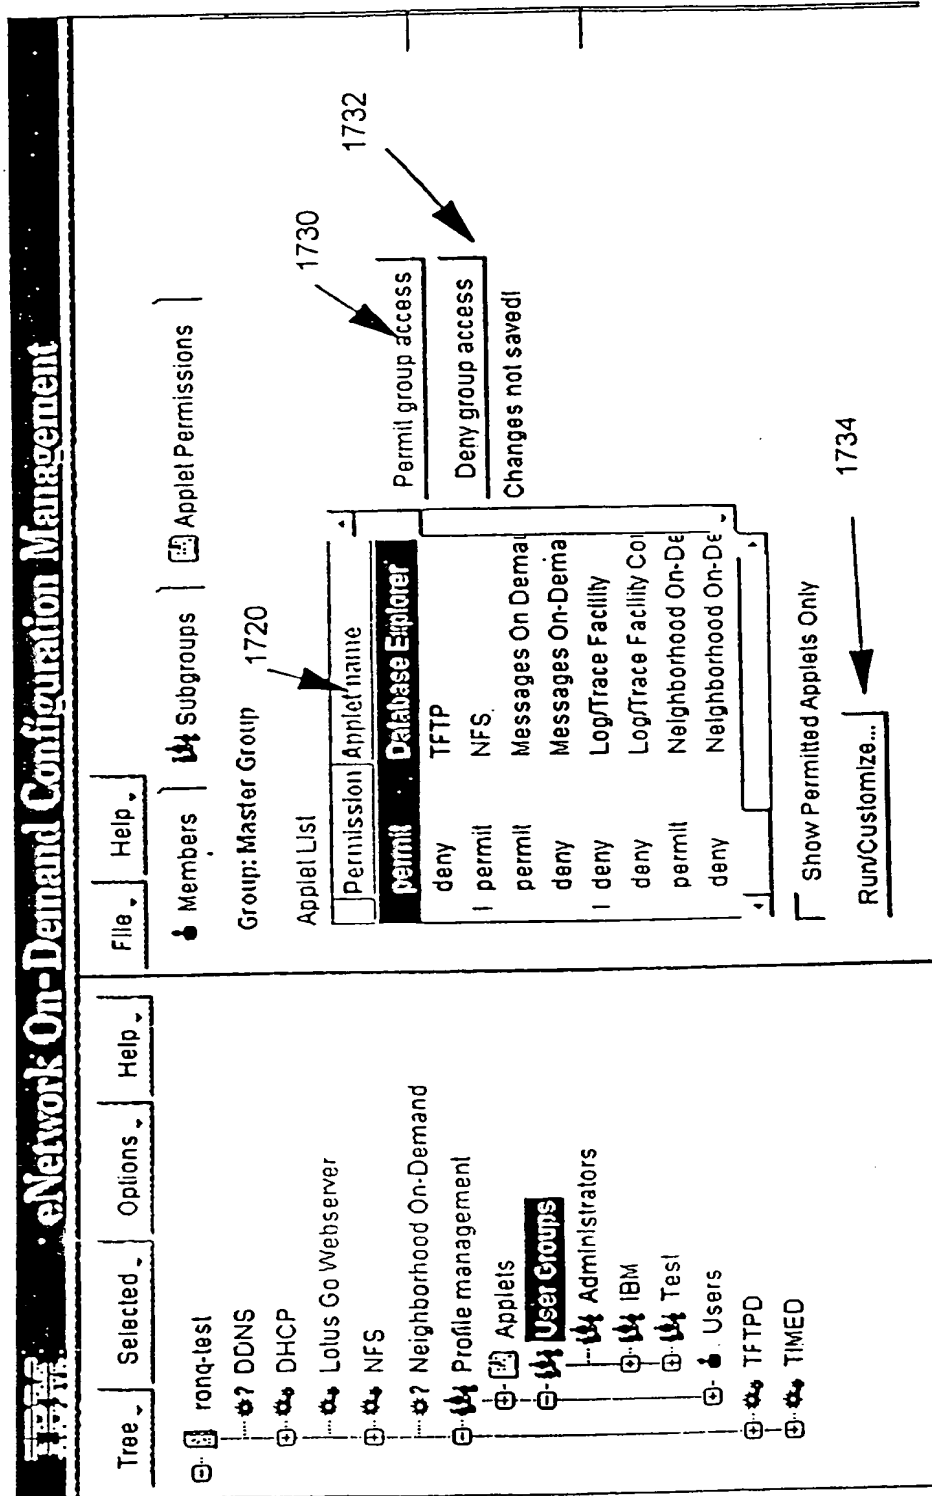 IBM eNetwork On-Demand Configuration Management
Tree Selected Options Help
ronq-test
? DDNS
DHCP
Lotus Go Webserver
NFS
? Neighborhood On-Demand
Profile management
Applets
User Groups
Administrators
IBM
Test
Users
TFTPD
TIMED
File Help
Members Subgroups Applet Permissions
Group: Master Group
1720
Applet List
Permission Applet name
permit Database Explorer
deny TFTP
permit NFS
permit Messages On Demau
deny Messages On-Dema
deny Log/Trace Facility
deny Log/Trace Facility Coi
permit Neighborhood On-De
deny Neighborhood On-De
1730
Permit group access
1732
Deny group access
Changes not saved!
Show Permitted Applets Only
Run/Customize...
1734